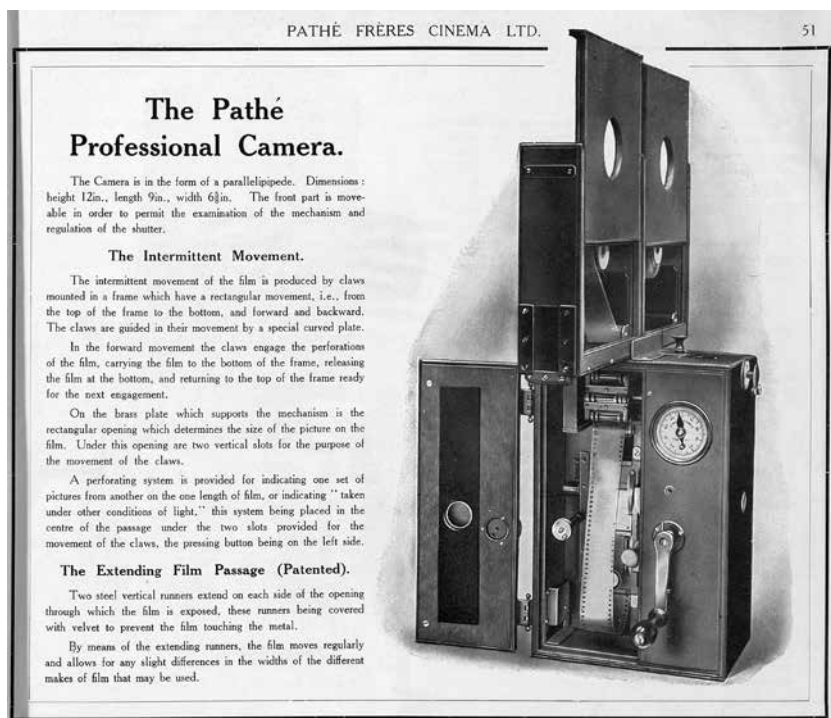 PATHÉ FRÈRES CINEMA LTD.
51
The Pathé
Professional Camera.
The Camera is in the form of a parallelipipede. Dimensions :
height 12in., length 9in., width 6⅝in. The front part is move-
able in order to permit the examination of the mechanism and
regulation of the shutter.
The Intermittent Movement.
The intermittent movement of the film is produced by claws
mounted in a frame which have a rectangular movement, i.e., from
the top of the frame to the bottom, and forward and backward.
The claws are guided in their movement by a special curved plate.
In the forward movement the claws engage the perforations
of the film, carrying the film to the bottom of the frame, releasing
the film at the bottom, and returning to the top of the frame ready
for the next engagement.
On the brass plate which supports the mechanism is the
rectangular opening which determines the size of the picture on the
film. Under this opening are two vertical slots for the purpose of
the movement of the claws.
A perforating system is provided for indicating one set of
pictures from another on the one length of film, or indicating " taken
under other conditions of light," this system being placed in the
centre of the passage under the two slots provided for the
movement of the claws, the pressing button being on the left side.
The Extending Film Passage (Patented).
Two steel vertical runners extend on each side of the opening
through which the film is exposed, these runners being covered
with velvet to prevent the film touching the metal.
By means of the extending runners, the film moves regularly
and allows for any slight differences in the widths of the different
makes of film that may be used.